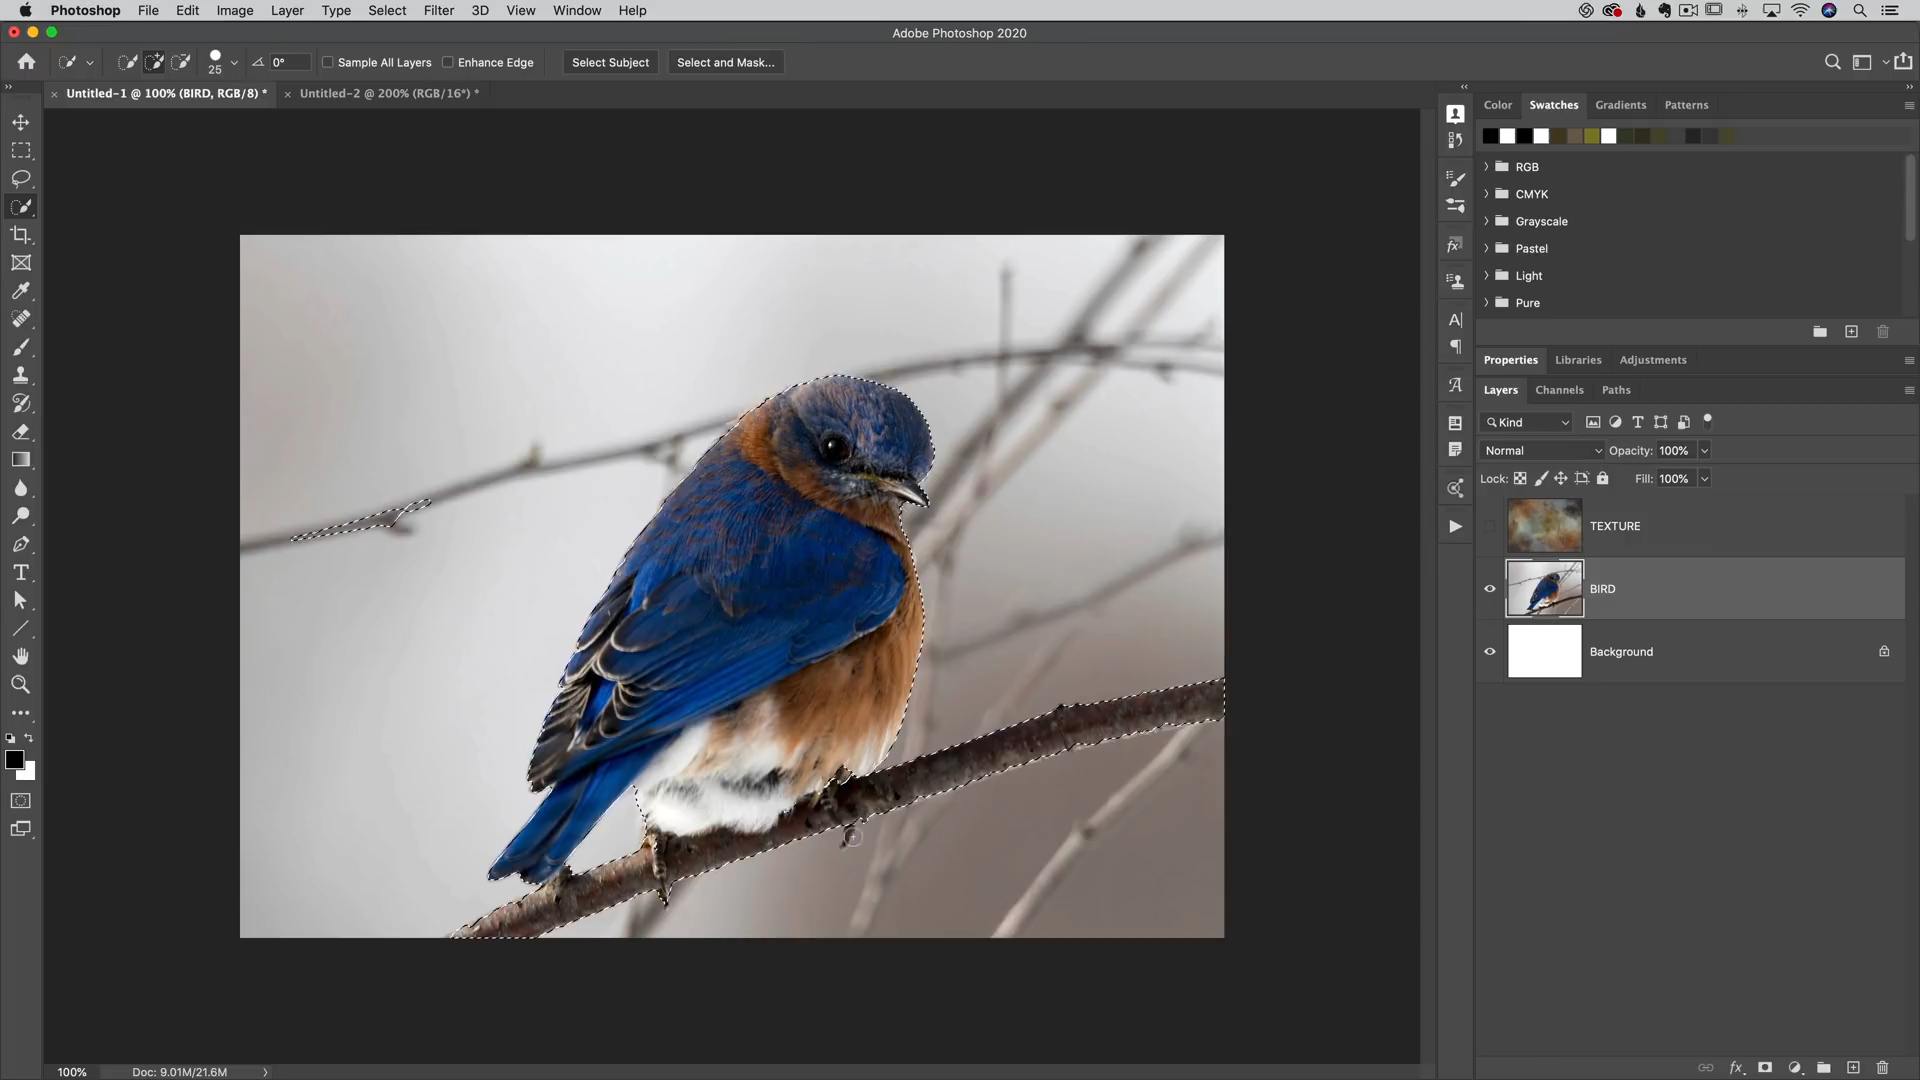 Photoshop File Edit Image Layer Type Select Filter 3D View Window Help
Adobe Photoshop 2020
25 0° Sample All Layers Enhance Edge Select Subject Select and Mask...
Untitled-1 @ 100% (BIRD, RGB/8) * Untitled-2 @ 200% (RGB/16*) *
Color Swatches Gradients Patterns
RGB
CMYK
Grayscale
Pastel
Light
Pure
Properties Libraries Adjustments
Layers Channels Paths
Kind
Normal Opacity: 100%
Lock: Fill: 100%
TEXTURE
BIRD
Background
100% Doc: 9.01M/21.6M